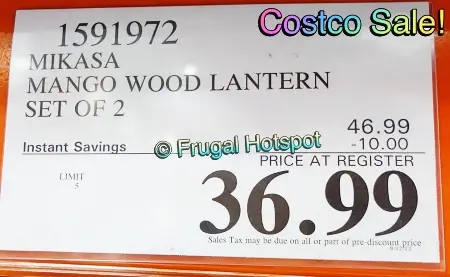 Costco Sale!
1591972
MIKASA
MANGO WOOD LANTERN
SET OF 2
46.99
Instant Savings -10.00
© Frugal Hotspot
PRICE AT REGISTER
LIMIT
5
36.99
Sales Tax may be due on all or part of pre-discount price